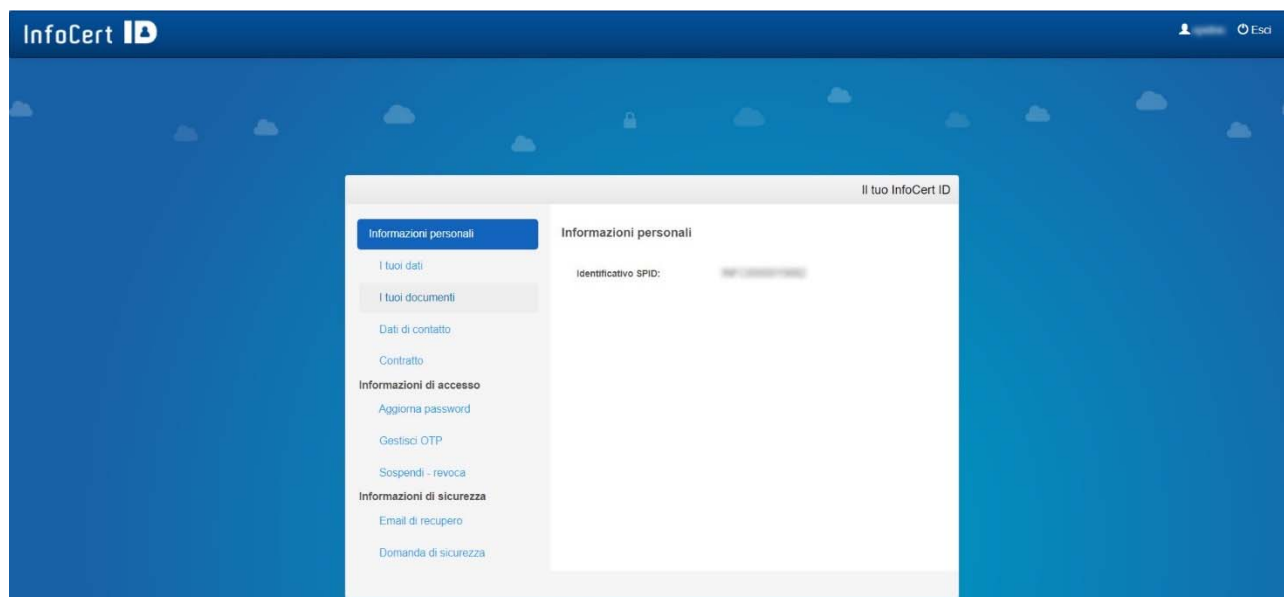 InfoCert ID
Esci
Il tuo InfoCert ID
Informazioni personali
I tuoi dati
I tuoi documenti
Dati di contatto
Contratto
Informazioni di accesso
Aggiorna password
Gestisci OTP
Sospendi - revoca
Informazioni di sicurezza
Email di recupero
Domanda di sicurezza
Informazioni personali
Identificativo SPID: